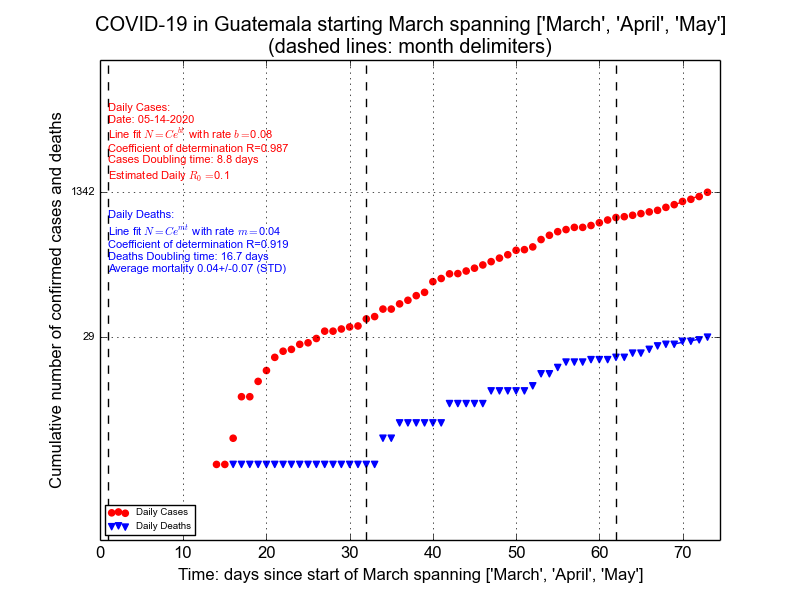 COVID-19 in Guatemala starting March spanning ['March', 'April', 'May']
(dashed lines: month delimiters)
Daily Cases:
Date: 05-14-2020
Line fit N=Ce^{bt} with rate b=0.08
Coefficient of determination R=0.987
Cases Doubling time: 8.8 days
Estimated Daily R_0=0.1
1342
Daily Deaths:
Line fit N=Ce^{mt} with rate m=0.04
Coefficient of determination R=0.919
Deaths Doubling time: 16.7 days
Average mortality 0.04+/-0.07 (STD)
29
Cumulative number of confirmed cases and deaths
Daily Cases
Daily Deaths
0 10 20 30 40 50 60 70
Time: days since start of March spanning ['March', 'April', 'May']